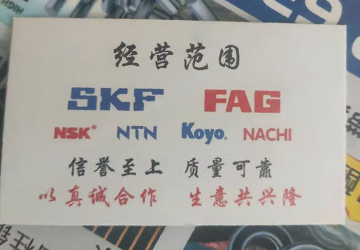 经营范围
SKF FAG
NSK® NTN Koyo. NACHI
信誉至上 质量可靠
以真诚合作 生意共兴隆